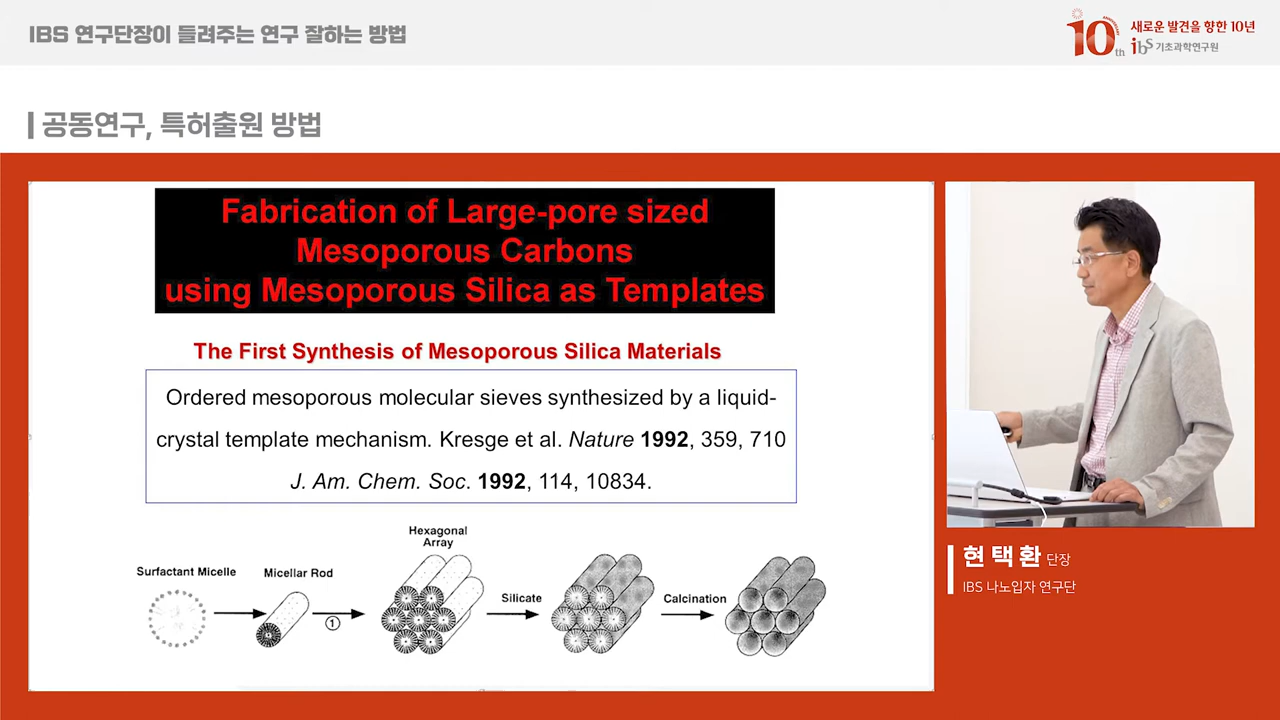 IBS 연구단장이 들려주는 연구 잘하는 방법
10th
ANNIVERSARY
새로운 발견을 향한 10년
ibS 기초과학연구원
공동연구, 특허출원 방법
Fabrication of Large-pore sized
Mesoporous Carbons
using Mesoporous Silica as Templates
The First Synthesis of Mesoporous Silica Materials
Ordered mesoporous molecular sieves synthesized by a liquid-
crystal template mechanism. Kresge et al. Nature 1992, 359, 710
J. Am. Chem. Soc. 1992, 114, 10834.
Hexagonal
Array
Surfactant Micelle
Micellar Rod
Silicate
Calcination
①
현택환 단장
IBS 나노입자 연구단